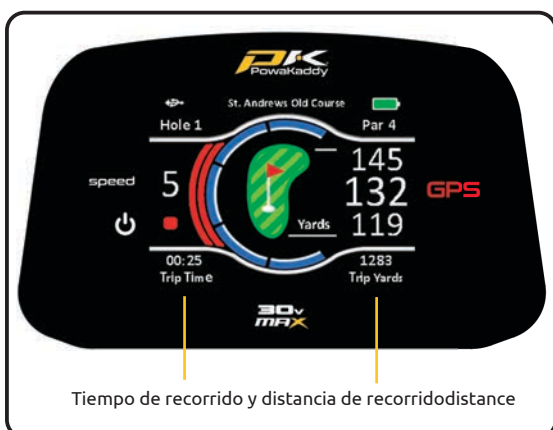 PK
PowaKaddy
St. Andrews Old Course
Hole 1
Par 4
speed
5
145
132
119
GPS
Yards
00:25
Trip Time
1283
Trip Yards
30v
MAX
Tiempo de recorrido y distancia de recorridodistance